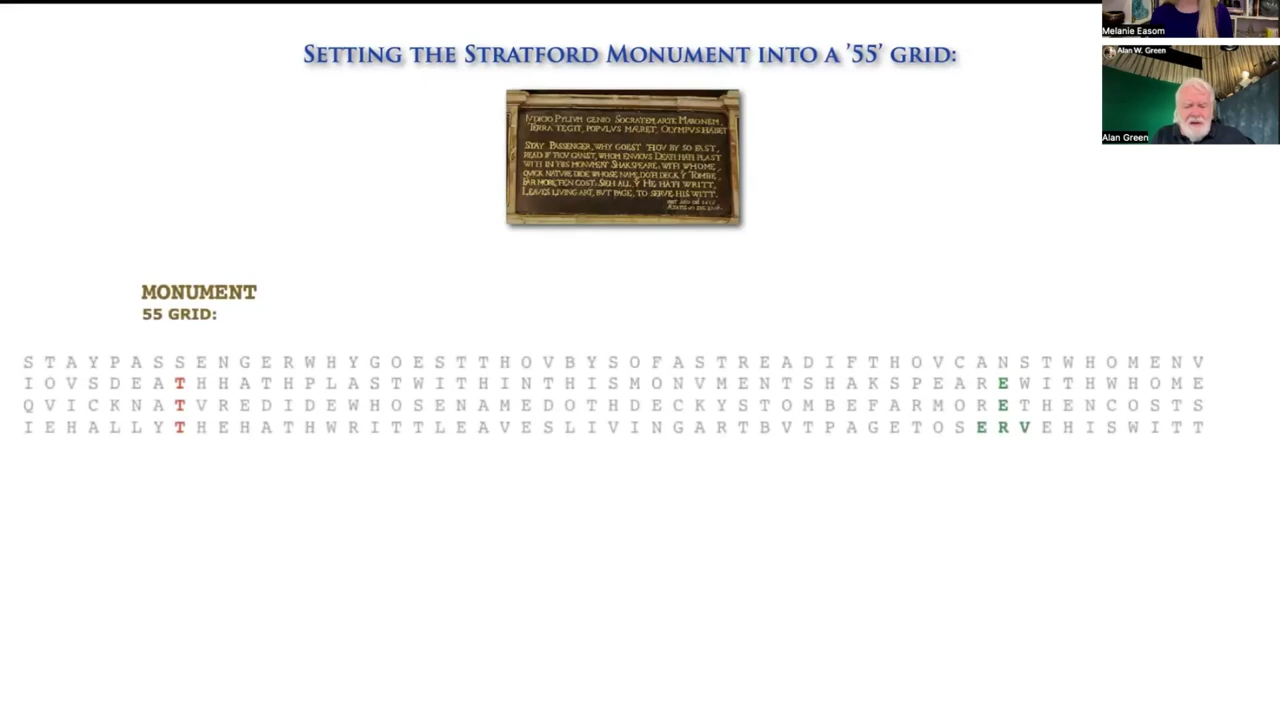 Melanie Easom
Alan W. Green
Alan Green
SETTING THE STRATFORD MONUMENT INTO A '55' GRID:
IVDICIO PYLIVM GENIO SOCRATEM, ARTE MARONEM,
TERRA TEGIT, POPVLVS MÆRET, OLYMPVS HABET
STAY PASSENGER, WHY GOEST THOV BY SO FAST,
READ IF THOV CANST, WHOM ENVIOVS DEATH HATH PLAST
WITH IN THIS MONVMENT SHAKSPEARE: WITH WHOME,
QVICK NATVRE DIDE WHOSE NAME, DOTH DECK Y TOMBE,
FAR MORE, THEN COST: SIEH ALL, Y HE HATH WRITT,
LEAVES LIVING ART, BVT PAGE, TO SERVE HIS WITT.
MONUMENT
55 GRID:
S T A Y P A S S E N G E R W H Y G O E S T T H O V B Y S O F A S T R E A D I F T H O V C A N S T W H O M E N V
I O V S D E A T H H A T H P L A S T W I T H I N T H I S M O N V M E N T S H A K S P E A R E W I T H W H O M E
Q V I C K N A T V R E D I D E W H O S E N A M E D O T H D E C K Y S T O M B E F A R M O R E T H E N C O S T S
I E H A L L Y T H E H A T H W R I T T L E A V E S L I V I N G A R T B V T P A G E T O S E R V E H I S W I T T